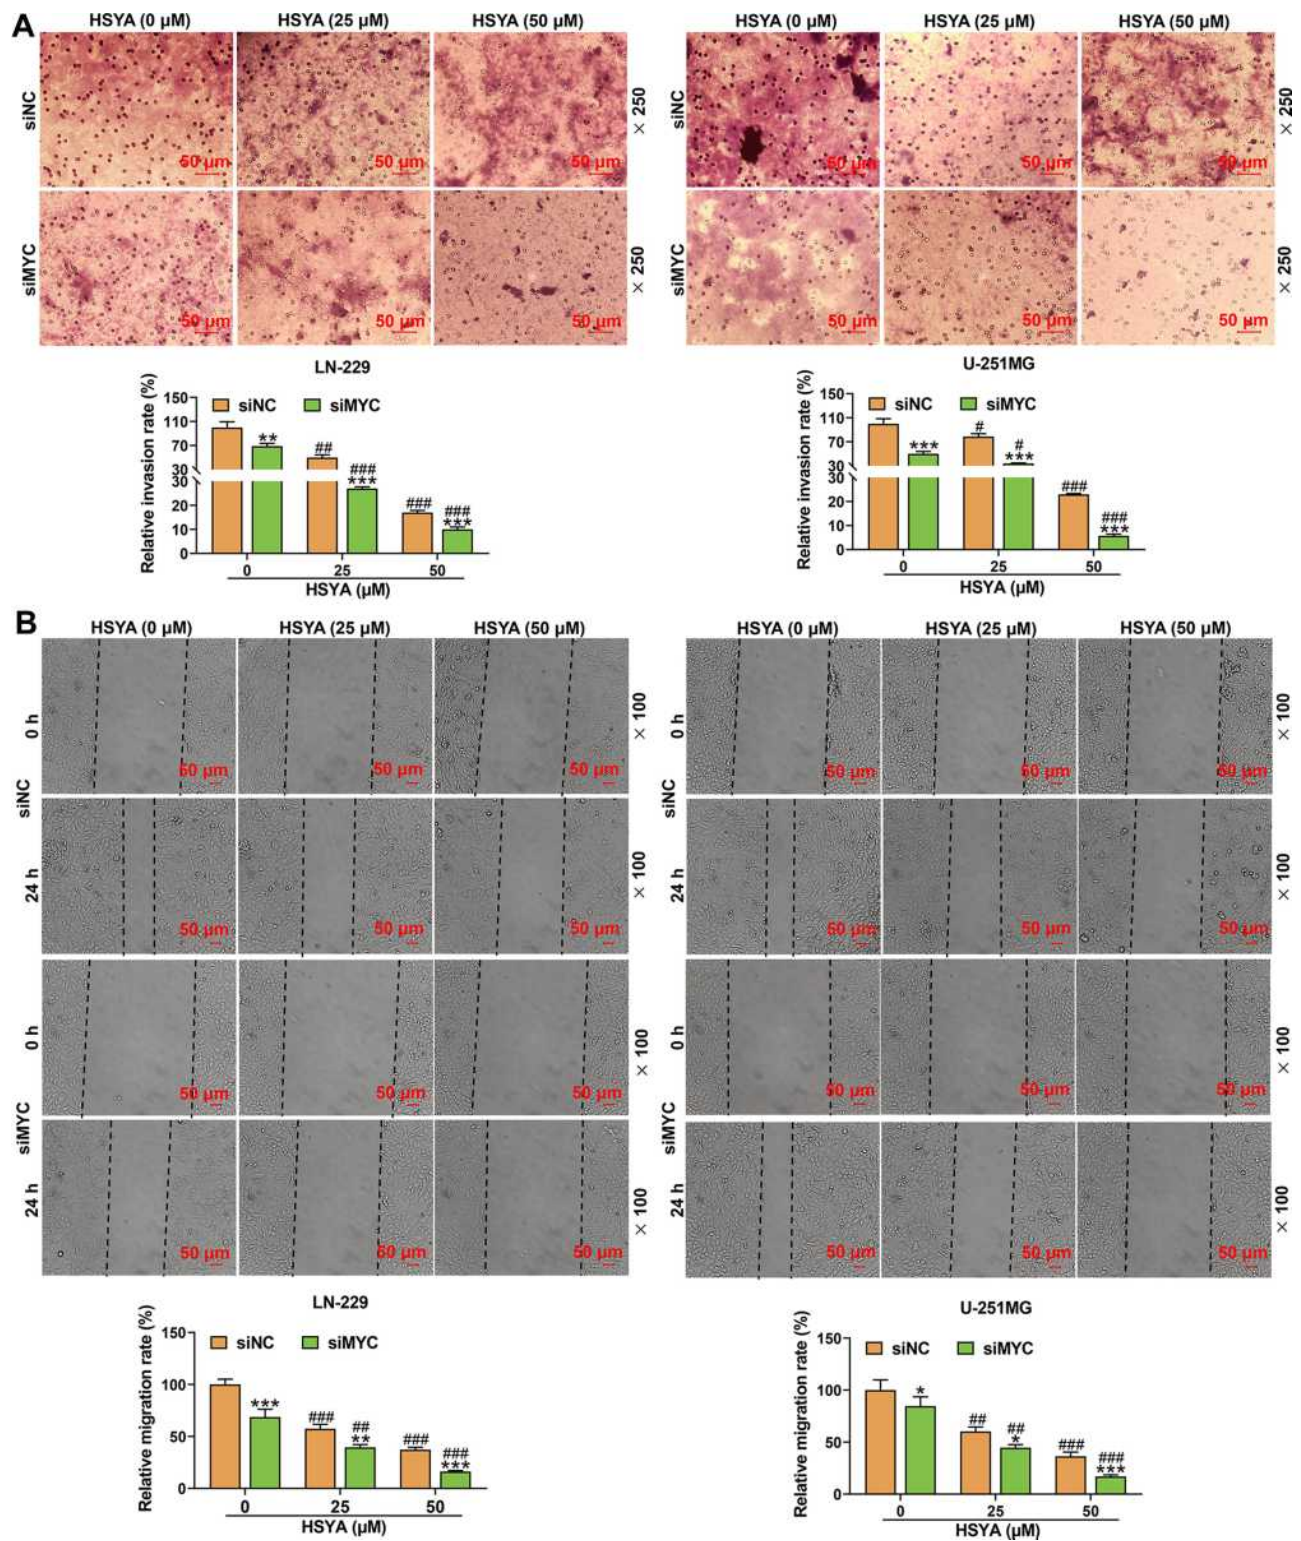 A
HSYA (0 μM) HSYA (25 μM) HSYA (50 μM) HSYA (0 μM) HSYA (25 μM) HSYA (50 μM)
siNC 50 μm 50 μm 50 μm × 250 siNC 50 μm 50 μm 50 μm × 250
siMYC 50 μm 50 μm 50 μm × 250 siMYC 50 μm 50 μm 50 μm × 250
LN-229
Relative invasion rate (%)
150
110
70
30
30
20
10
0
siNC siMYC
** ## ### *** ### ### ***
0 25 50
HSYA (μM)
U-251MG
Relative invasion rate (%)
150
110
70
30
30
20
10
0
siNC siMYC
*** # # *** ### ### ***
0 25 50
HSYA (μM)
B
HSYA (0 μM) HSYA (25 μM) HSYA (50 μM) HSYA (0 μM) HSYA (25 μM) HSYA (50 μM)
siNC
0 h 50 μm 50 μm 50 μm × 100
24 h 50 μm 50 μm 50 μm × 100
siMYC
0 h 50 μm 50 μm 50 μm × 100
24 h 50 μm 50 μm 50 μm × 100
siNC
0 h 50 μm 50 μm 50 μm × 100
24 h 50 μm 50 μm 50 μm × 100
siMYC
0 h 50 μm 50 μm 50 μm × 100
24 h 50 μm 50 μm 50 μm × 100
LN-229
Relative migration rate (%)
150
100
50
0
siNC siMYC
*** ### ## ** ### ### ***
0 25 50
HSYA (μM)
U-251MG
Relative migration rate (%)
150
100
50
0
siNC siMYC
* ## ## * ### ### ***
0 25 50
HSYA (μM)